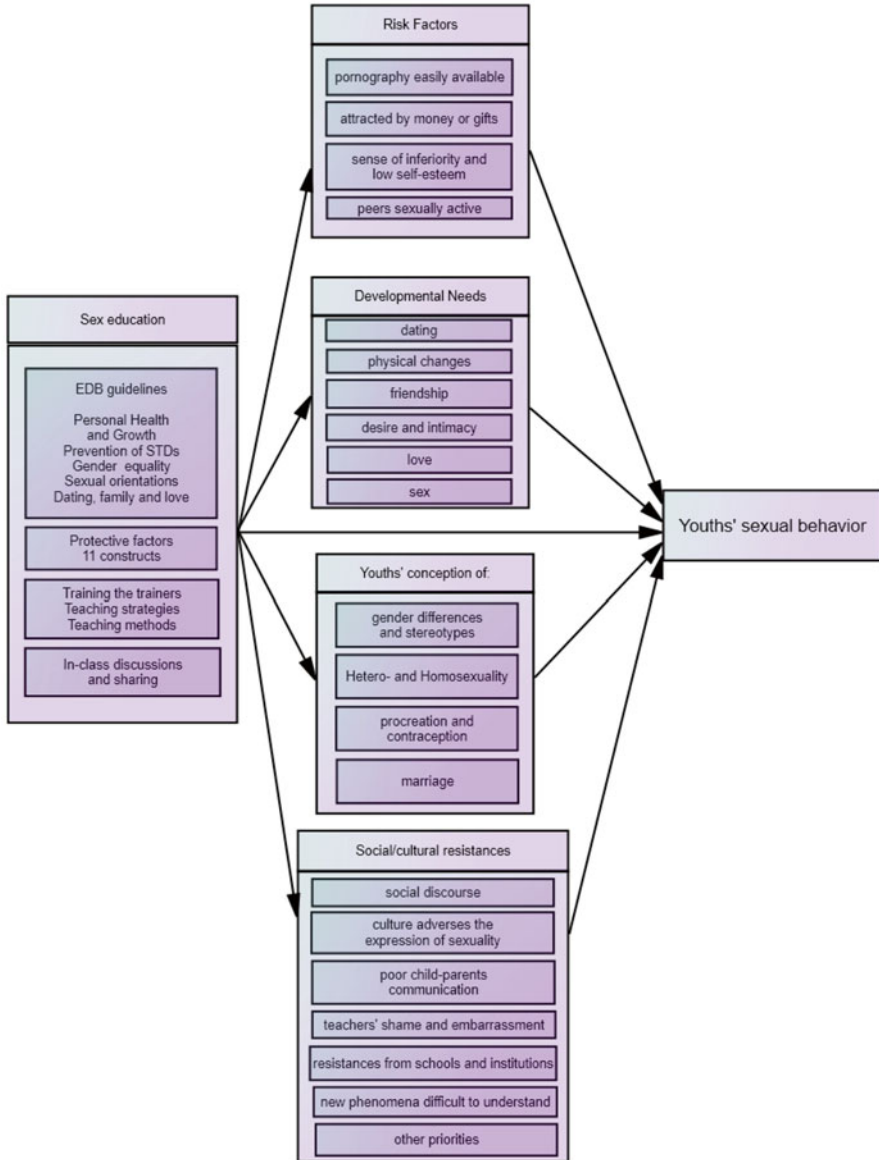 Risk Factors
pornography easily available
attracted by money or gifts
sense of inferiority and
low self-esteem
peers sexually active
Developmental Needs
dating
physical changes
friendship
desire and intimacy
love
sex
Sex education
EDB guidelines
Personal Health
and Growth
Prevention of STDs
Gender equality
Sexual orientations
Dating, family and love
Protective factors
11 constructs
Training the trainers
Teaching strategies
Teaching methods
In-class discussions
and sharing
Youths' sexual behavior
Youths' conception of:
gender differences
and stereotypes
Hetero- and Homosexuality
procreation and
contraception
marriage
Social/cultural resistances
social discourse
culture adverses the
expression of sexuality
poor child-parents
communication
teachers' shame and embarrassment
resistances from schools and institutions
new phenomena difficult to understand
other priorities